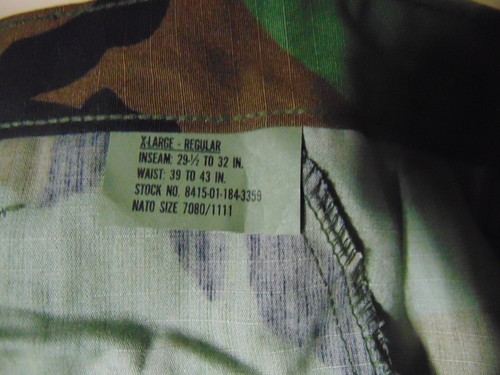 X-LARGE - REGULAR
INSEAM: 29-½ TO 32 IN.
WAIST: 39 TO 43 IN.
STOCK NO. 8415-01-184-3359
NATO SIZE 7080/1111